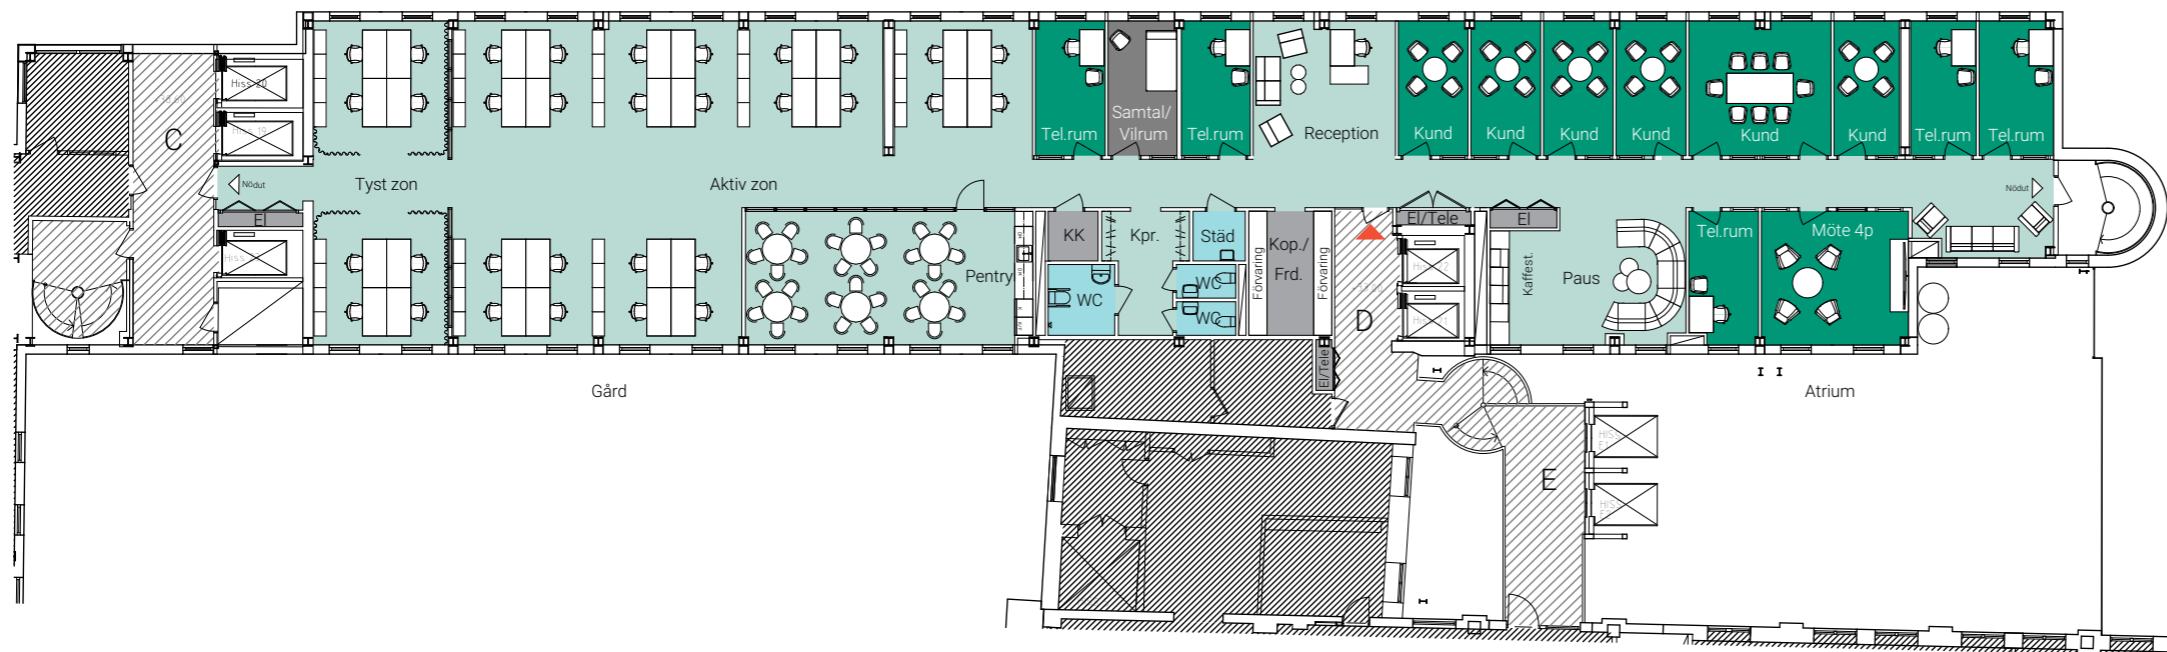 Hiss 20
Hiss 19
C
Tel.rum
Samtal/
Vilrum
Tel.rum
Reception
Kund
Kund
Kund
Kund
Kund
Kund
Tel.rum
Tel.rum
Nödut
Tyst zon
Aktiv zon
Nödut
El
KK
Kpr.
Städ
Kop./
Frd.
Förvaring
Förvaring
El/Tele
El
Tel.rum
Möte 4p
Pentry
WC
WC
WC
D
Kaffest.
Paus
El/Tele
Gård
Atrium
E